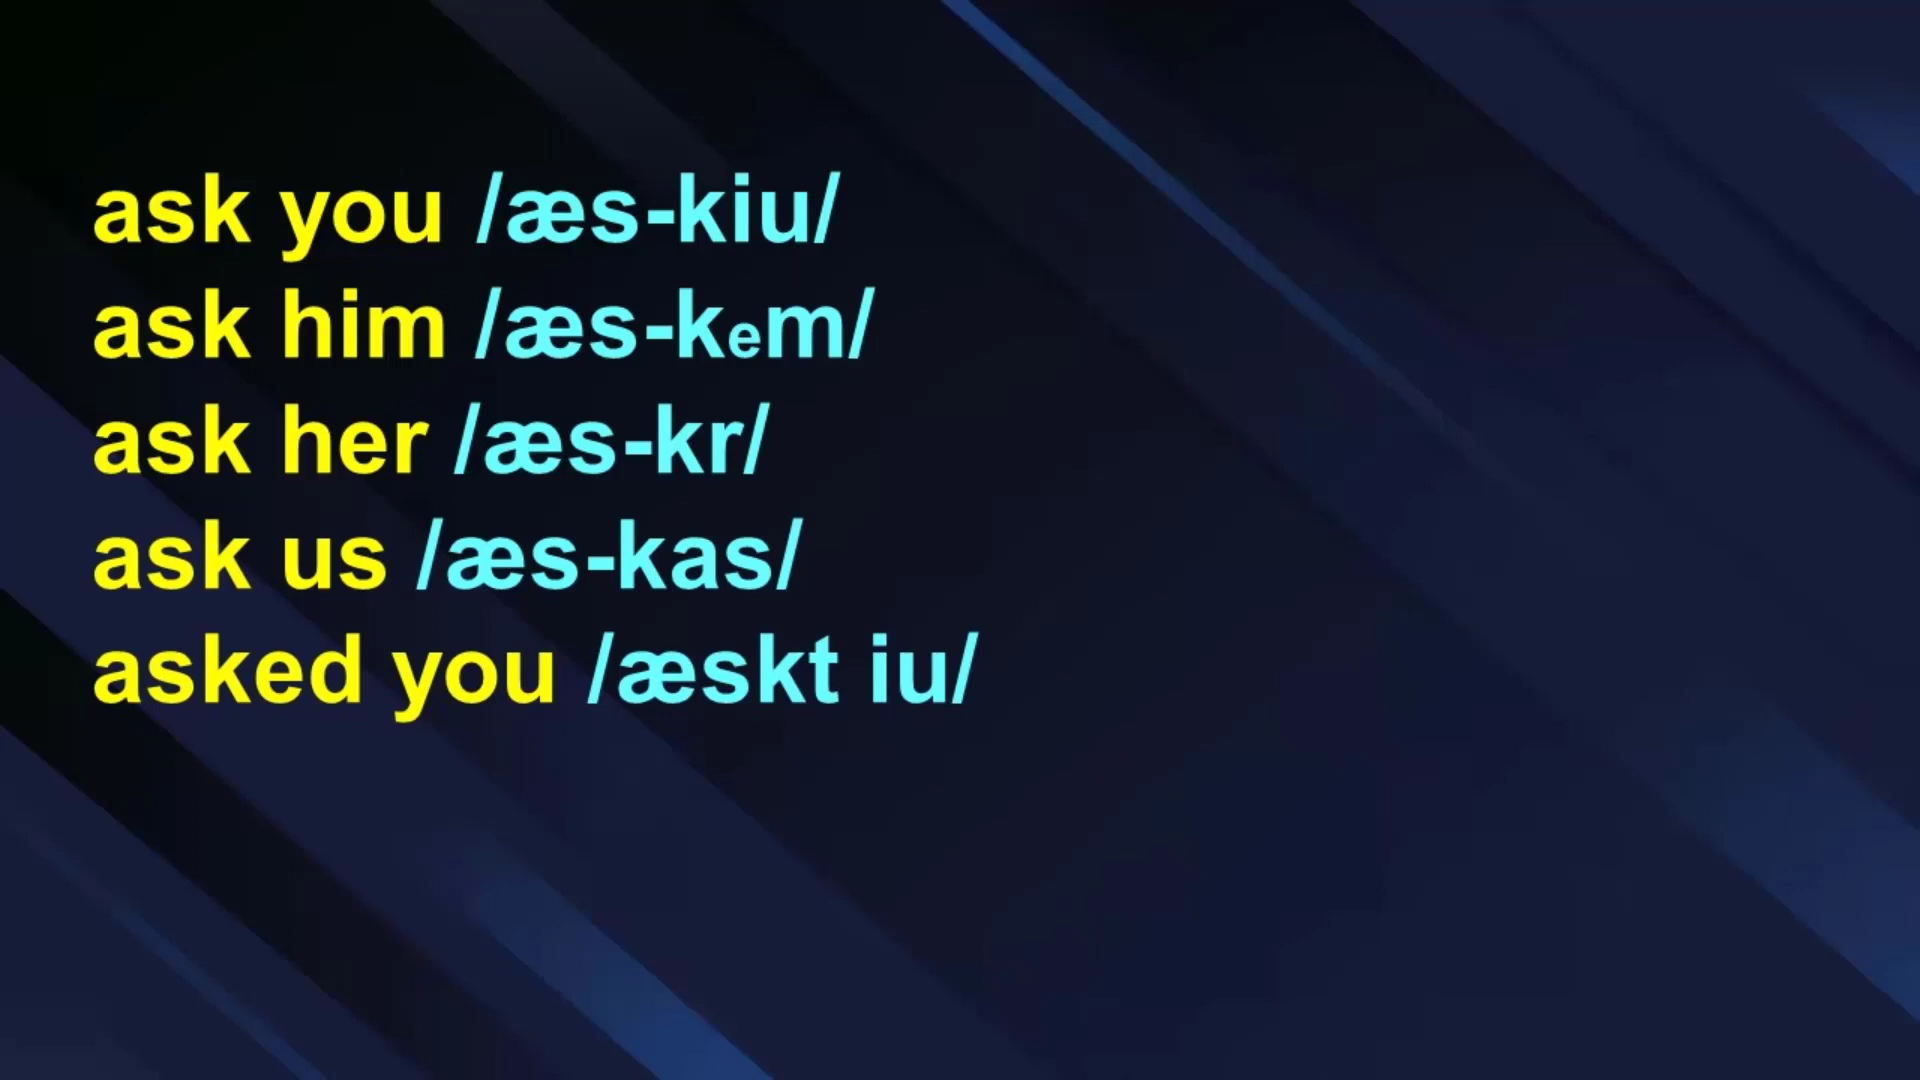 ask you /æs-kiu/
ask him /æs-kem/
ask her /æs-kr/
ask us /æs-kas/
asked you /æskt iu/